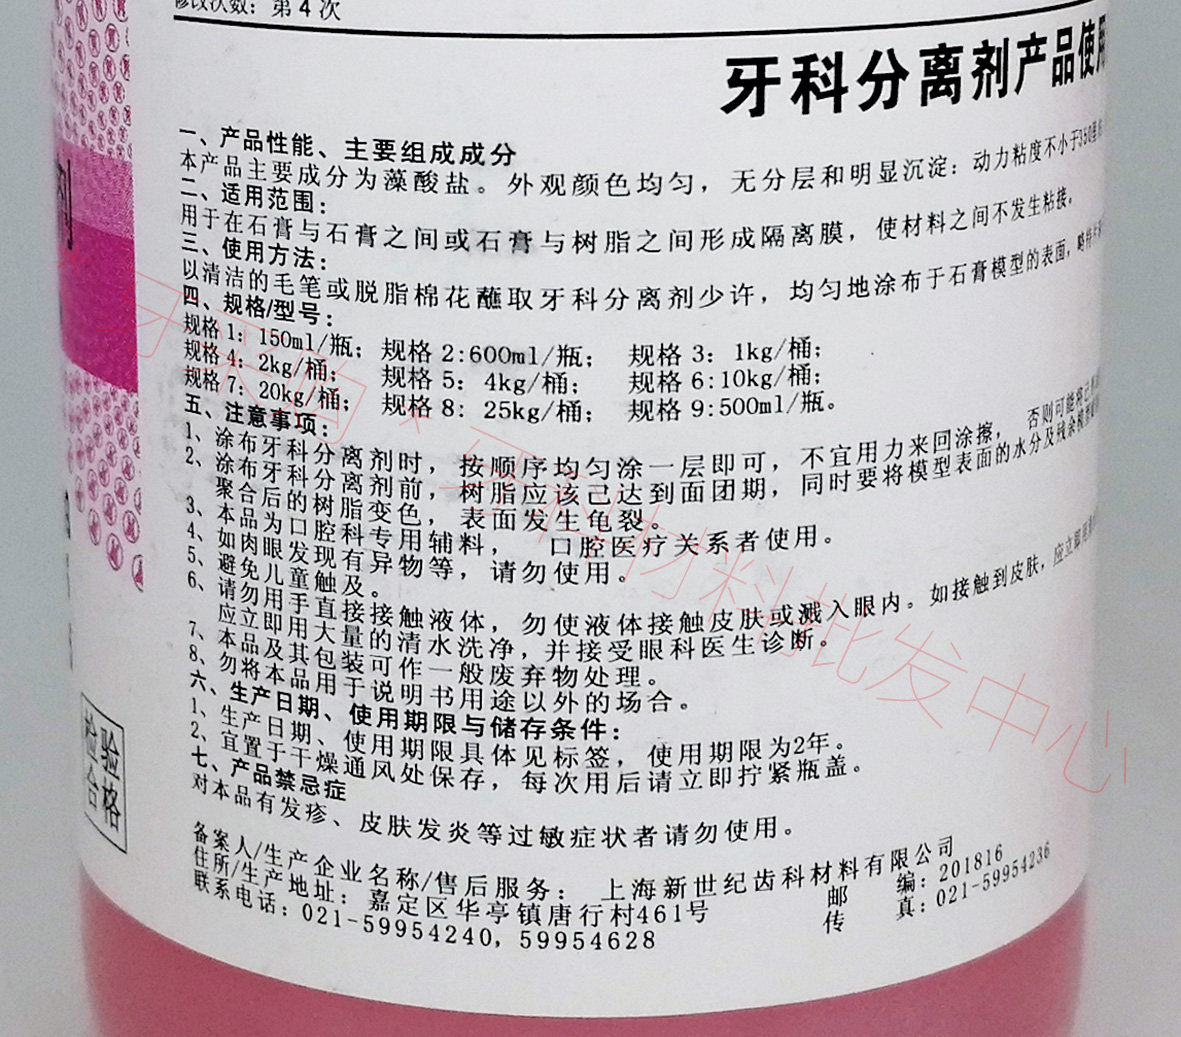 修改次数：第4次
牙科分离剂产品使用
一、产品性能、主要组成成分
本产品主要成分为藻酸盐。外观颜色均匀，无分层和明显沉淀；动力粘度不小于350
二、适用范围：
用于在石膏与石膏之间或石膏与树脂之间形成隔离膜，使材料之间不发生粘接。
三、使用方法：
以清洁的毛笔或脱脂棉花蘸取牙科分离剂少许，均匀地涂布于石膏模型的表面，
四、规格/型号：
规格1：150ml/瓶； 规格2:600ml/瓶； 规格3：1kg/桶；
规格4：2kg/桶； 规格5：4kg/桶； 规格6:10kg/桶；
规格7：20kg/桶； 规格8：25kg/桶； 规格9:500ml/瓶。
五、注意事项：
1、涂布牙科分离剂时，按顺序均匀涂一层即可，不宜用力来回涂擦，否则可能将已
2、涂布牙科分离剂前，树脂应该已达到面团期，同时要将模型表面的水分及残余模型
聚合后的树脂变色，表面发生龟裂。
3、本品为口腔科专用辅料， 口腔医疗关系者使用。
4、如肉眼发现有异物等，请勿使用。
5、避免儿童触及。
6、请勿用手直接接触液体，勿使液体接触皮肤或溅入眼内。如接触到皮肤，应立即用
应立即用大量的清水洗净，并接受眼科医生诊断。
7、本品及其包装可作一般废弃物处理。
8、勿将本品用于说明书用途以外的场合。
六、生产日期、使用期限与储存条件：
1、生产日期、使用期限具体见标签，使用期限为2年。
2、宜置于干燥通风处保存，每次用后请立即拧紧瓶盖。
七、产品禁忌症
对本品有发疹、皮肤发炎等过敏症状者请勿使用。
备案人/生产企业名称/售后服务： 上海新世纪齿科材料有限公司
住所/生产地址：嘉定区华亭镇唐行村461号 邮 编：201816
联系电话：021-59954240，59954628 传 真：021-59954236
剂
检验
合格
牙采购·牙科材料批发中心